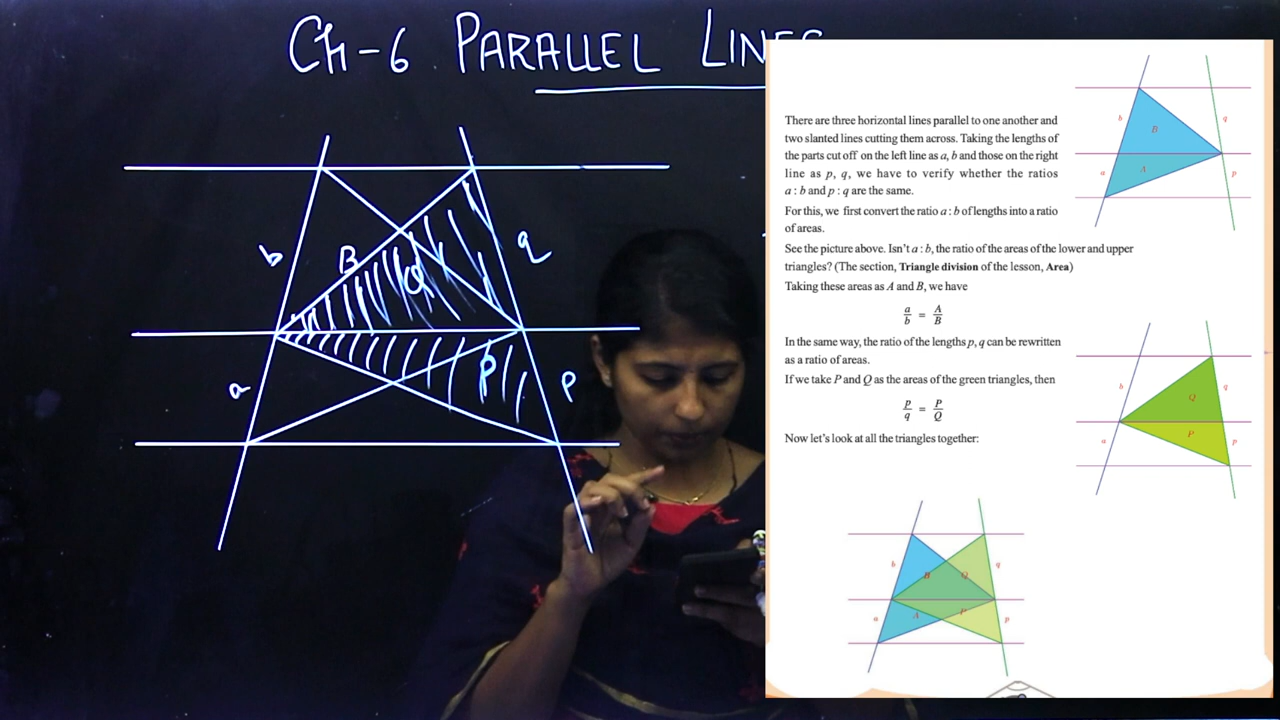 Ch-6 PARALLEL LINES
b
B
Q
q
a
P
p
There are three horizontal lines parallel to one another and
two slanted lines cutting them across. Taking the lengths of
the parts cut off on the left line as a, b and those on the right
line as p, q, we have to verify whether the ratios
a : b and p : q are the same.
For this, we first convert the ratio a : b of lengths into a ratio
of areas.
See the picture above. Isn't a : b, the ratio of the areas of the lower and upper
triangles? (The section, Triangle division of the lesson, Area)
Taking these areas as A and B, we have
a/b = A/B
In the same way, the ratio of the lengths p, q can be rewritten
as a ratio of areas.
If we take P and Q as the areas of the green triangles, then
p/q = P/Q
Now let's look at all the triangles together:
b
B
q
a
A
p
b
Q
q
a
P
p
b
B
Q
q
a
A
P
p